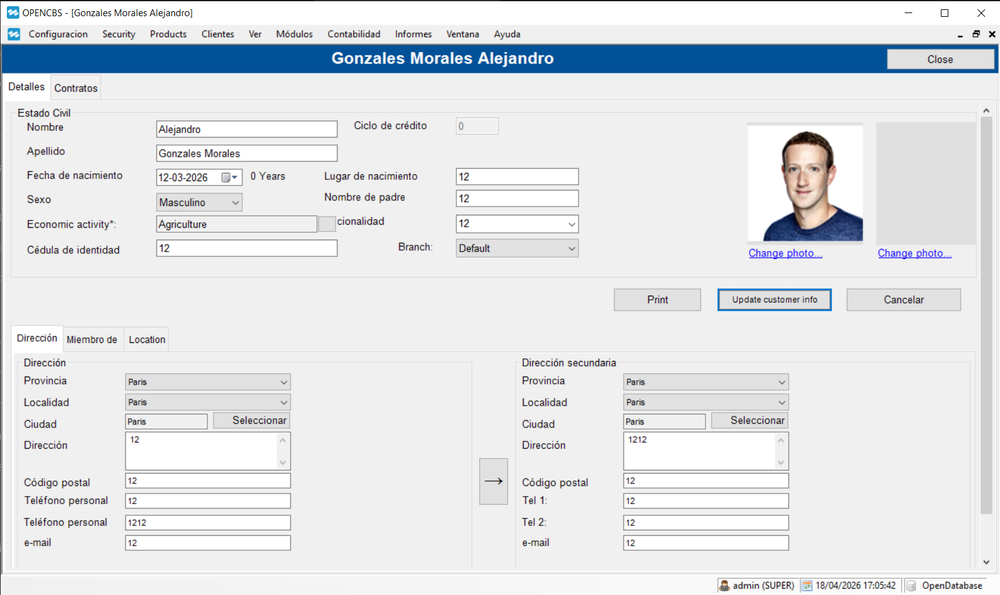 OPENCBS - [Gonzales Morales Alejandro]
Configuracion Security Products Clientes Ver Módulos Contabilidad Informes Ventana Ayuda
Gonzales Morales Alejandro
Close
Detalles Contratos
Estado Civil
Nombre Alejandro Ciclo de crédito 0
Apellido Gonzales Morales
Fecha de nacimiento 12-03-2026 0 Years Lugar de nacimiento 12
Sexo Masculino Nombre de padre 12
Economic activity*: Agriculture cionalidad 12
Cédula de identidad 12 Branch: Default
Change photo... Change photo...
Print Update customer info Cancelar
Dirección Miembro de Location
Dirección
Provincia Paris
Localidad Paris
Ciudad Paris Seleccionar
Dirección 12
Código postal 12
Teléfono personal 12
Teléfono personal 1212
e-mail 12
→
Dirección secundaria
Provincia Paris
Localidad Paris
Ciudad Paris Seleccionar
Dirección 1212
Código postal 12
Tel 1: 12
Tel 2: 12
e-mail 12
admin (SUPER) 18/04/2026 17:05:42 OpenDatabase